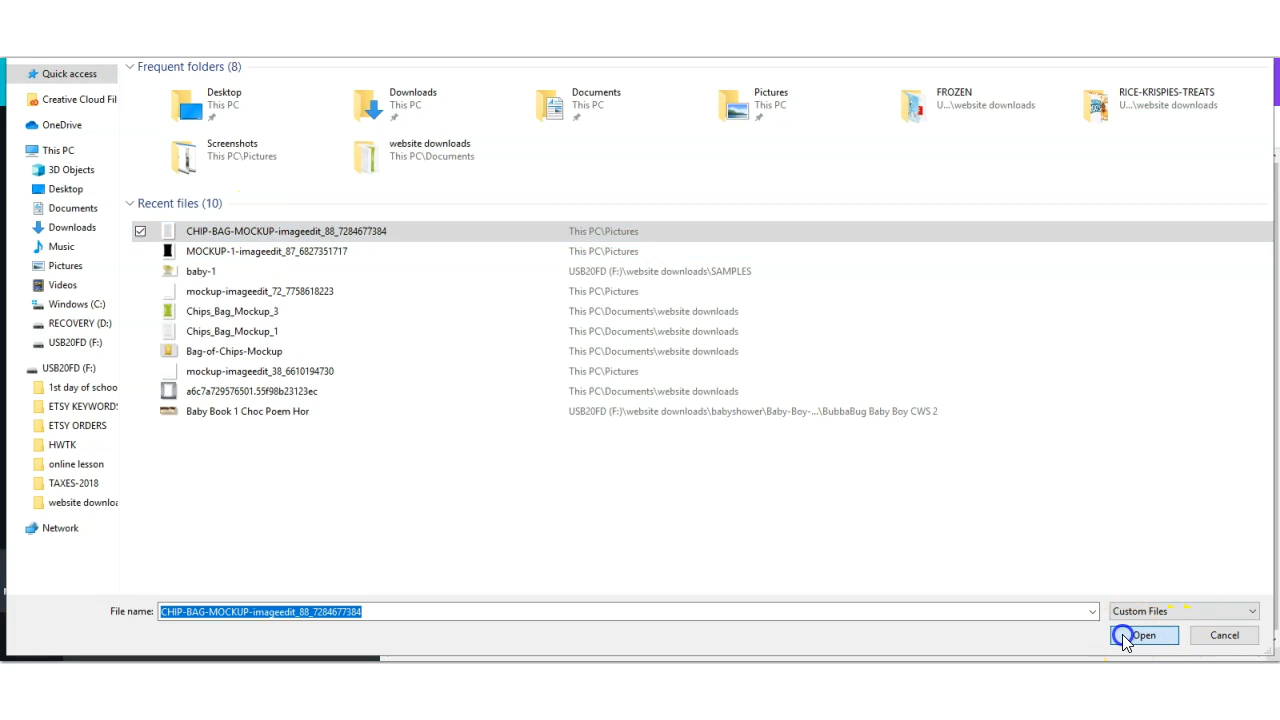 Quick access
Creative Cloud Fil
OneDrive
This PC
3D Objects
Desktop
Documents
Downloads
Music
Pictures
Videos
Windows (C:)
RECOVERY (D:)
USB20FD (F:)
USB20FD (F:)
1st day of schoo
ETSY KEYWORDS
ETSY ORDERS
HWTK
online lesson
TAXES-2018
website downloa
Network
Frequent folders (8)
Desktop
This PC
Downloads
This PC
Documents
This PC
Pictures
This PC
FROZEN
U...\website downloads
RICE-KRISPIES-TREATS
U...\website downloads
Screenshots
This PC\Pictures
website downloads
This PC\Documents
Recent files (10)
CHIP-BAG-MOCKUP-imageedit_88_7284677384 This PC\Pictures
MOCKUP-1-imageedit_87_6827351717 This PC\Pictures
baby-1 USB20FD (F:)\website downloads\SAMPLES
mockup-imageedit_72_7758618223 This PC\Pictures
Chips_Bag_Mockup_3 This PC\Documents\website downloads
Chips_Bag_Mockup_1 This PC\Documents\website downloads
Bag-of-Chips-Mockup This PC\Documents\website downloads
mockup-imageedit_38_6610194730 This PC\Pictures
a6c7a729576501.55f98b23123ec This PC\Documents\website downloads
Baby Book 1 Choc Poem Hor USB20FD (F:)\website downloads\babyshower\Baby-Boy-...\BubbaBug Baby Boy CWS 2
File name: CHIP-BAG-MOCKUP-imageedit_88_7284677384 Custom Files
Open Cancel